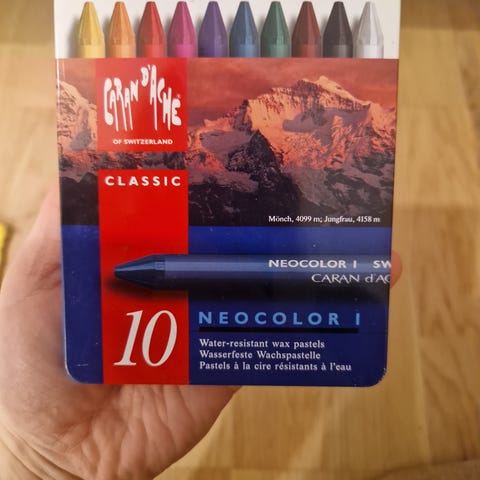 CARAN D'ACHE
OF SWITZERLAND
CLASSIC
Mönch, 4099 m; Jungfrau, 4158 m
NEOCOLOR I SW
CARAN d'AC
10
NEOCOLOR I
Water-resistant wax pastels
Wasserfeste Wachspastelle
Pastels à la cire résistants à l'eau